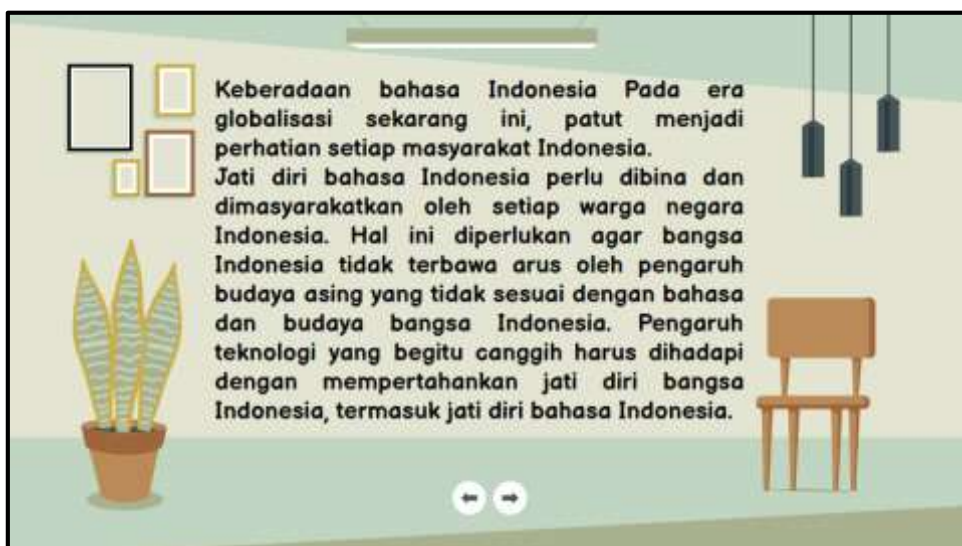 Keberadaan bahasa Indonesia Pada era
globalisasi sekarang ini, patut menjadi
perhatian setiap masyarakat Indonesia.
Jati diri bahasa Indonesia perlu dibina dan
dimasyarakatkan oleh setiap warga negara
Indonesia. Hal ini diperlukan agar bangsa
Indonesia tidak terbawa arus oleh pengaruh
budaya asing yang tidak sesuai dengan bahasa
dan budaya bangsa Indonesia. Pengaruh
teknologi yang begitu canggih harus dihadapi
dengan mempertahankan jati diri bangsa
Indonesia, termasuk jati diri bahasa Indonesia.